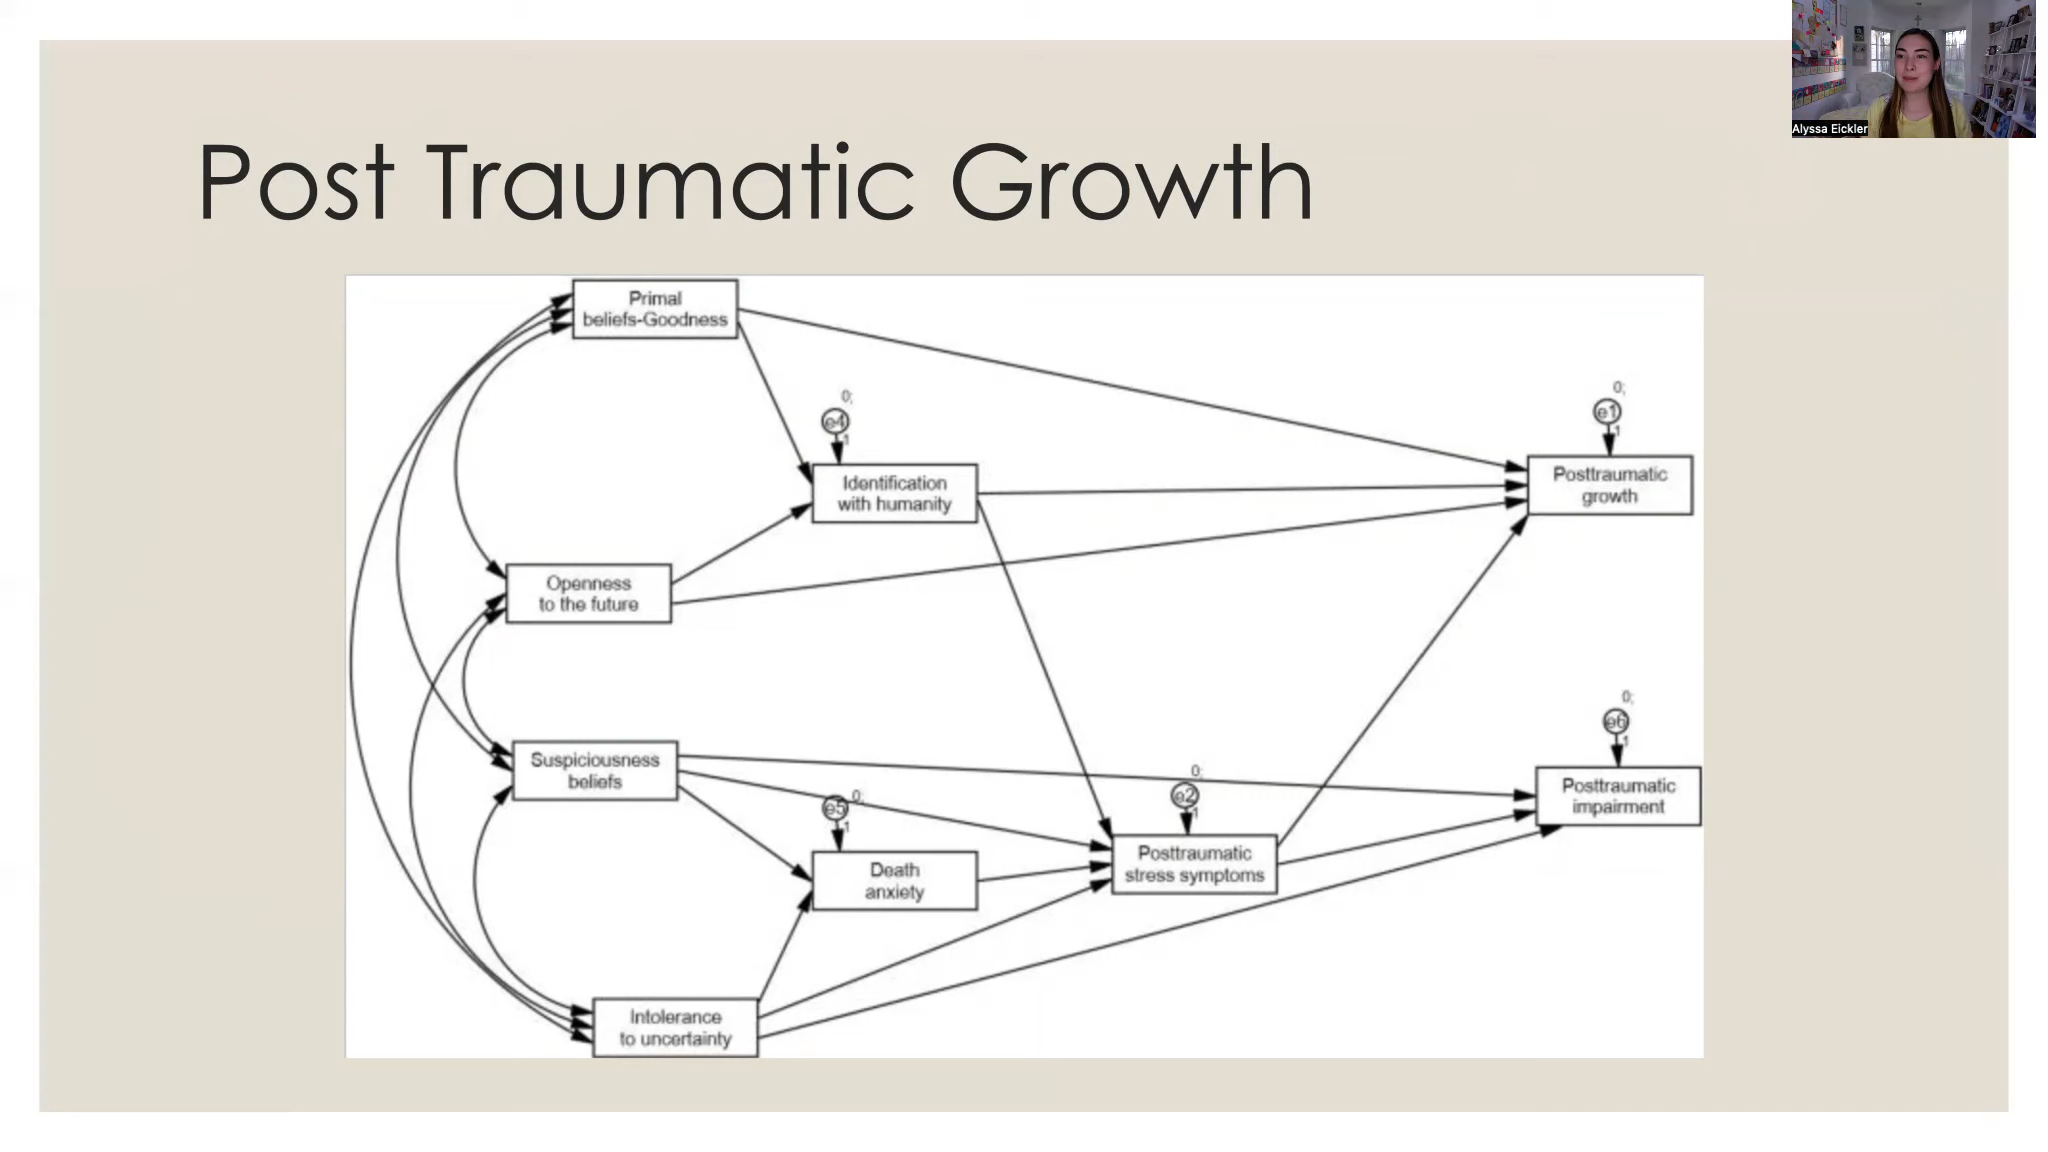 Alyssa Eickler
Post Traumatic Growth
Primal
beliefs-Goodness
0;
e4
1
0;
e1
1
Identification
with humanity
Posttraumatic
growth
Openness
to the future
0;
e6
1
Suspiciousness
beliefs
0;
e5
1
0;
e2
1
Posttraumatic
impairment
Death
anxiety
Posttraumatic
stress symptoms
Intolerance
to uncertainty